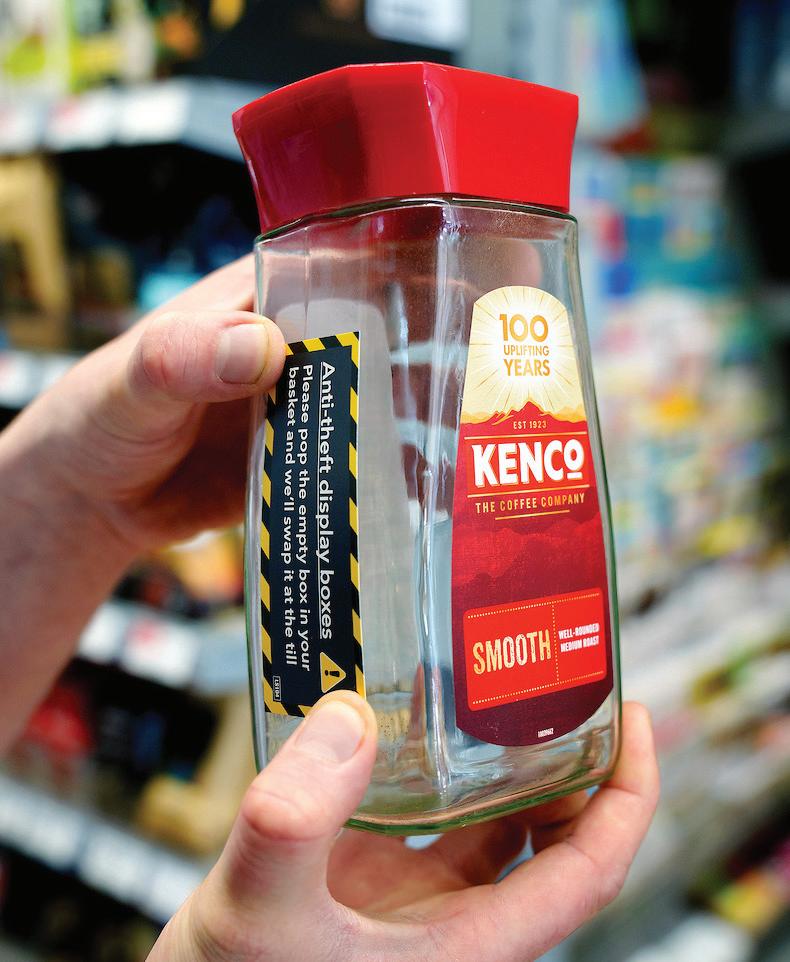 Anti-theft display boxes
Please pop the empty box in your
basket and we'll swap it at the till
LS104
100
UPLIFTING
YEARS
EST 1923
KENCO
THE COFFEE COMPANY
SMOOTH
WELL-ROUNDED
MEDIUM ROAST